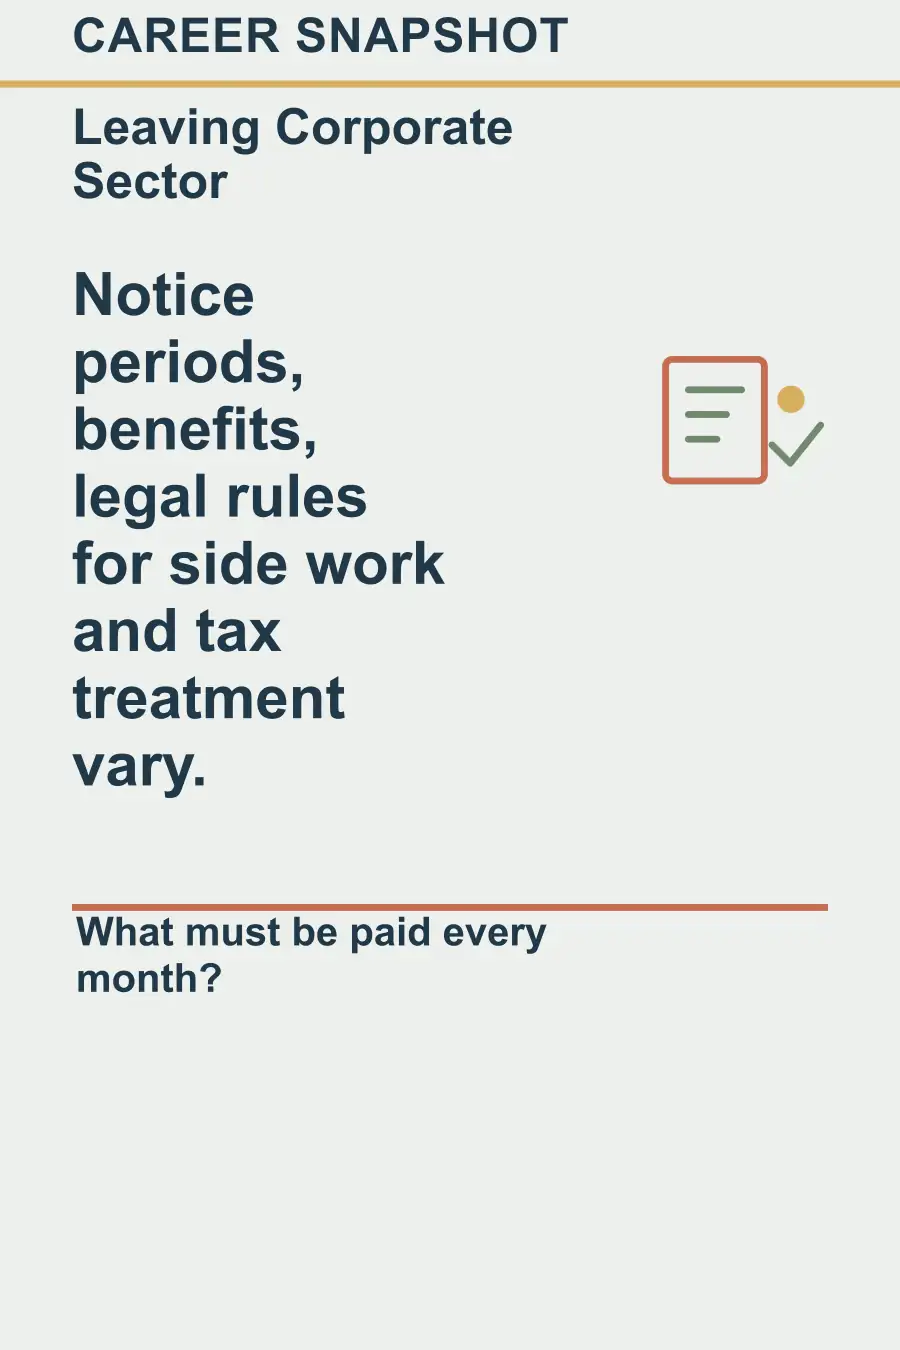 CAREER SNAPSHOT
Leaving Corporate
Sector
Notice
periods,
benefits,
legal rules
for side work
and tax
treatment
vary.
What must be paid every
month?